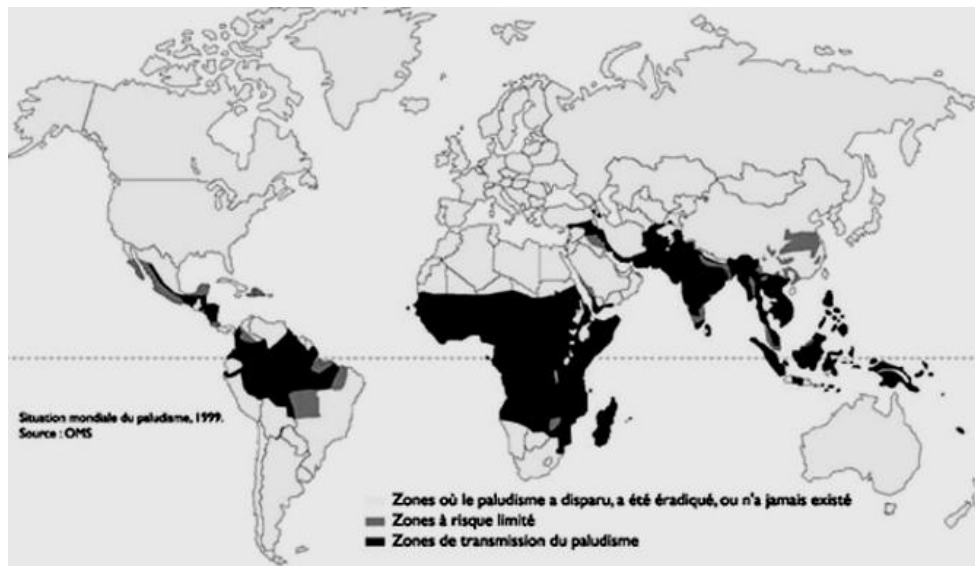 Situation mondiale du paludisme, 1999.
Source : OMS
Zones où le paludisme a disparu, a été éradiqué, ou n'a jamais existé
Zones à risque limité
Zones de transmission du paludisme